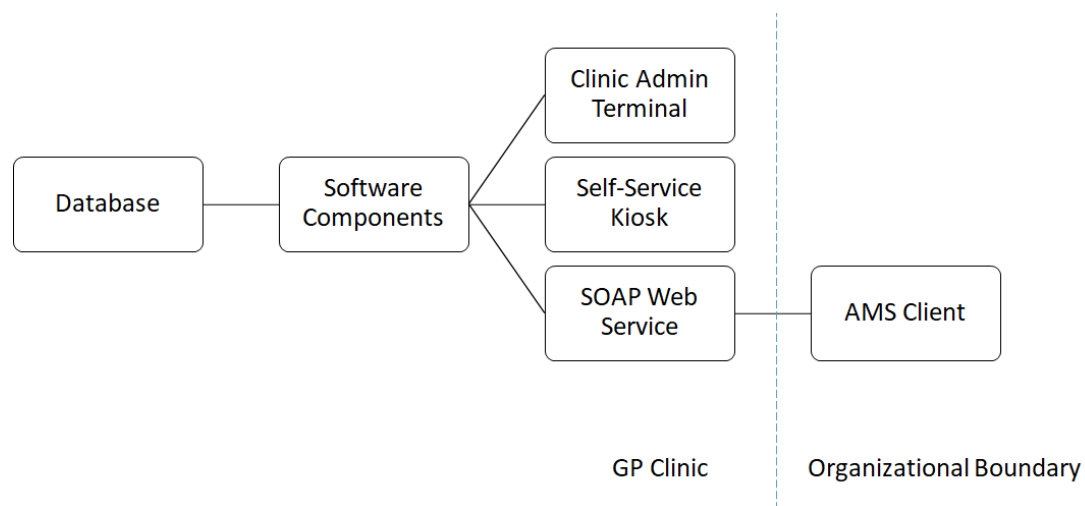 Clinic Admin
Terminal
Database
Software
Components
Self-Service
Kiosk
SOAP Web
Service
AMS Client
GP Clinic
Organizational Boundary